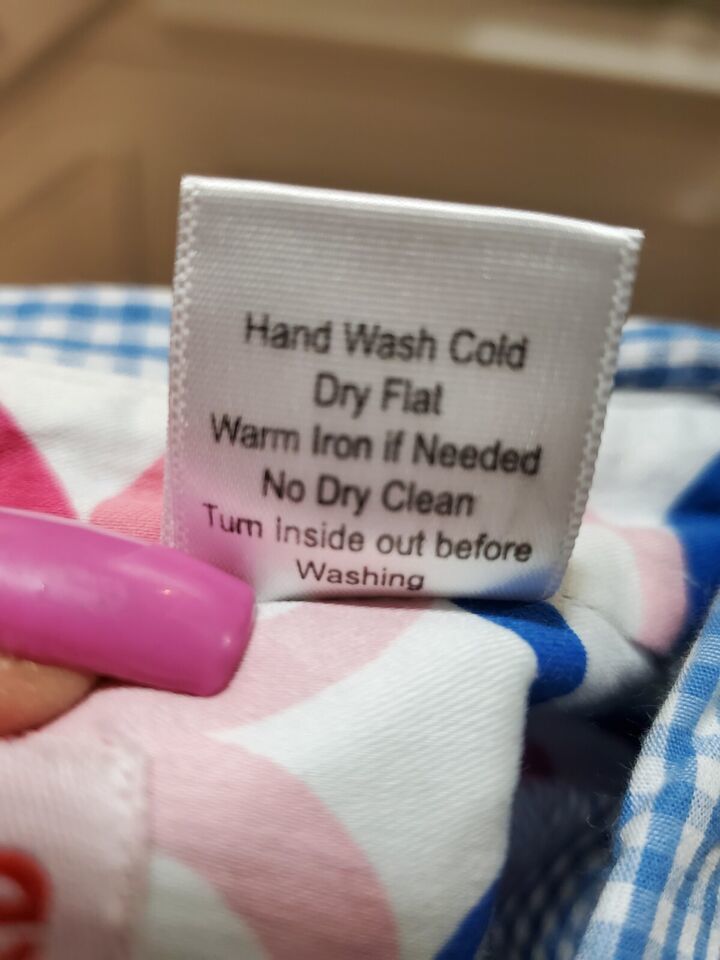 Hand Wash Cold
Dry Flat
Warm Iron if Needed
No Dry Clean
Turn Inside out before
Washing